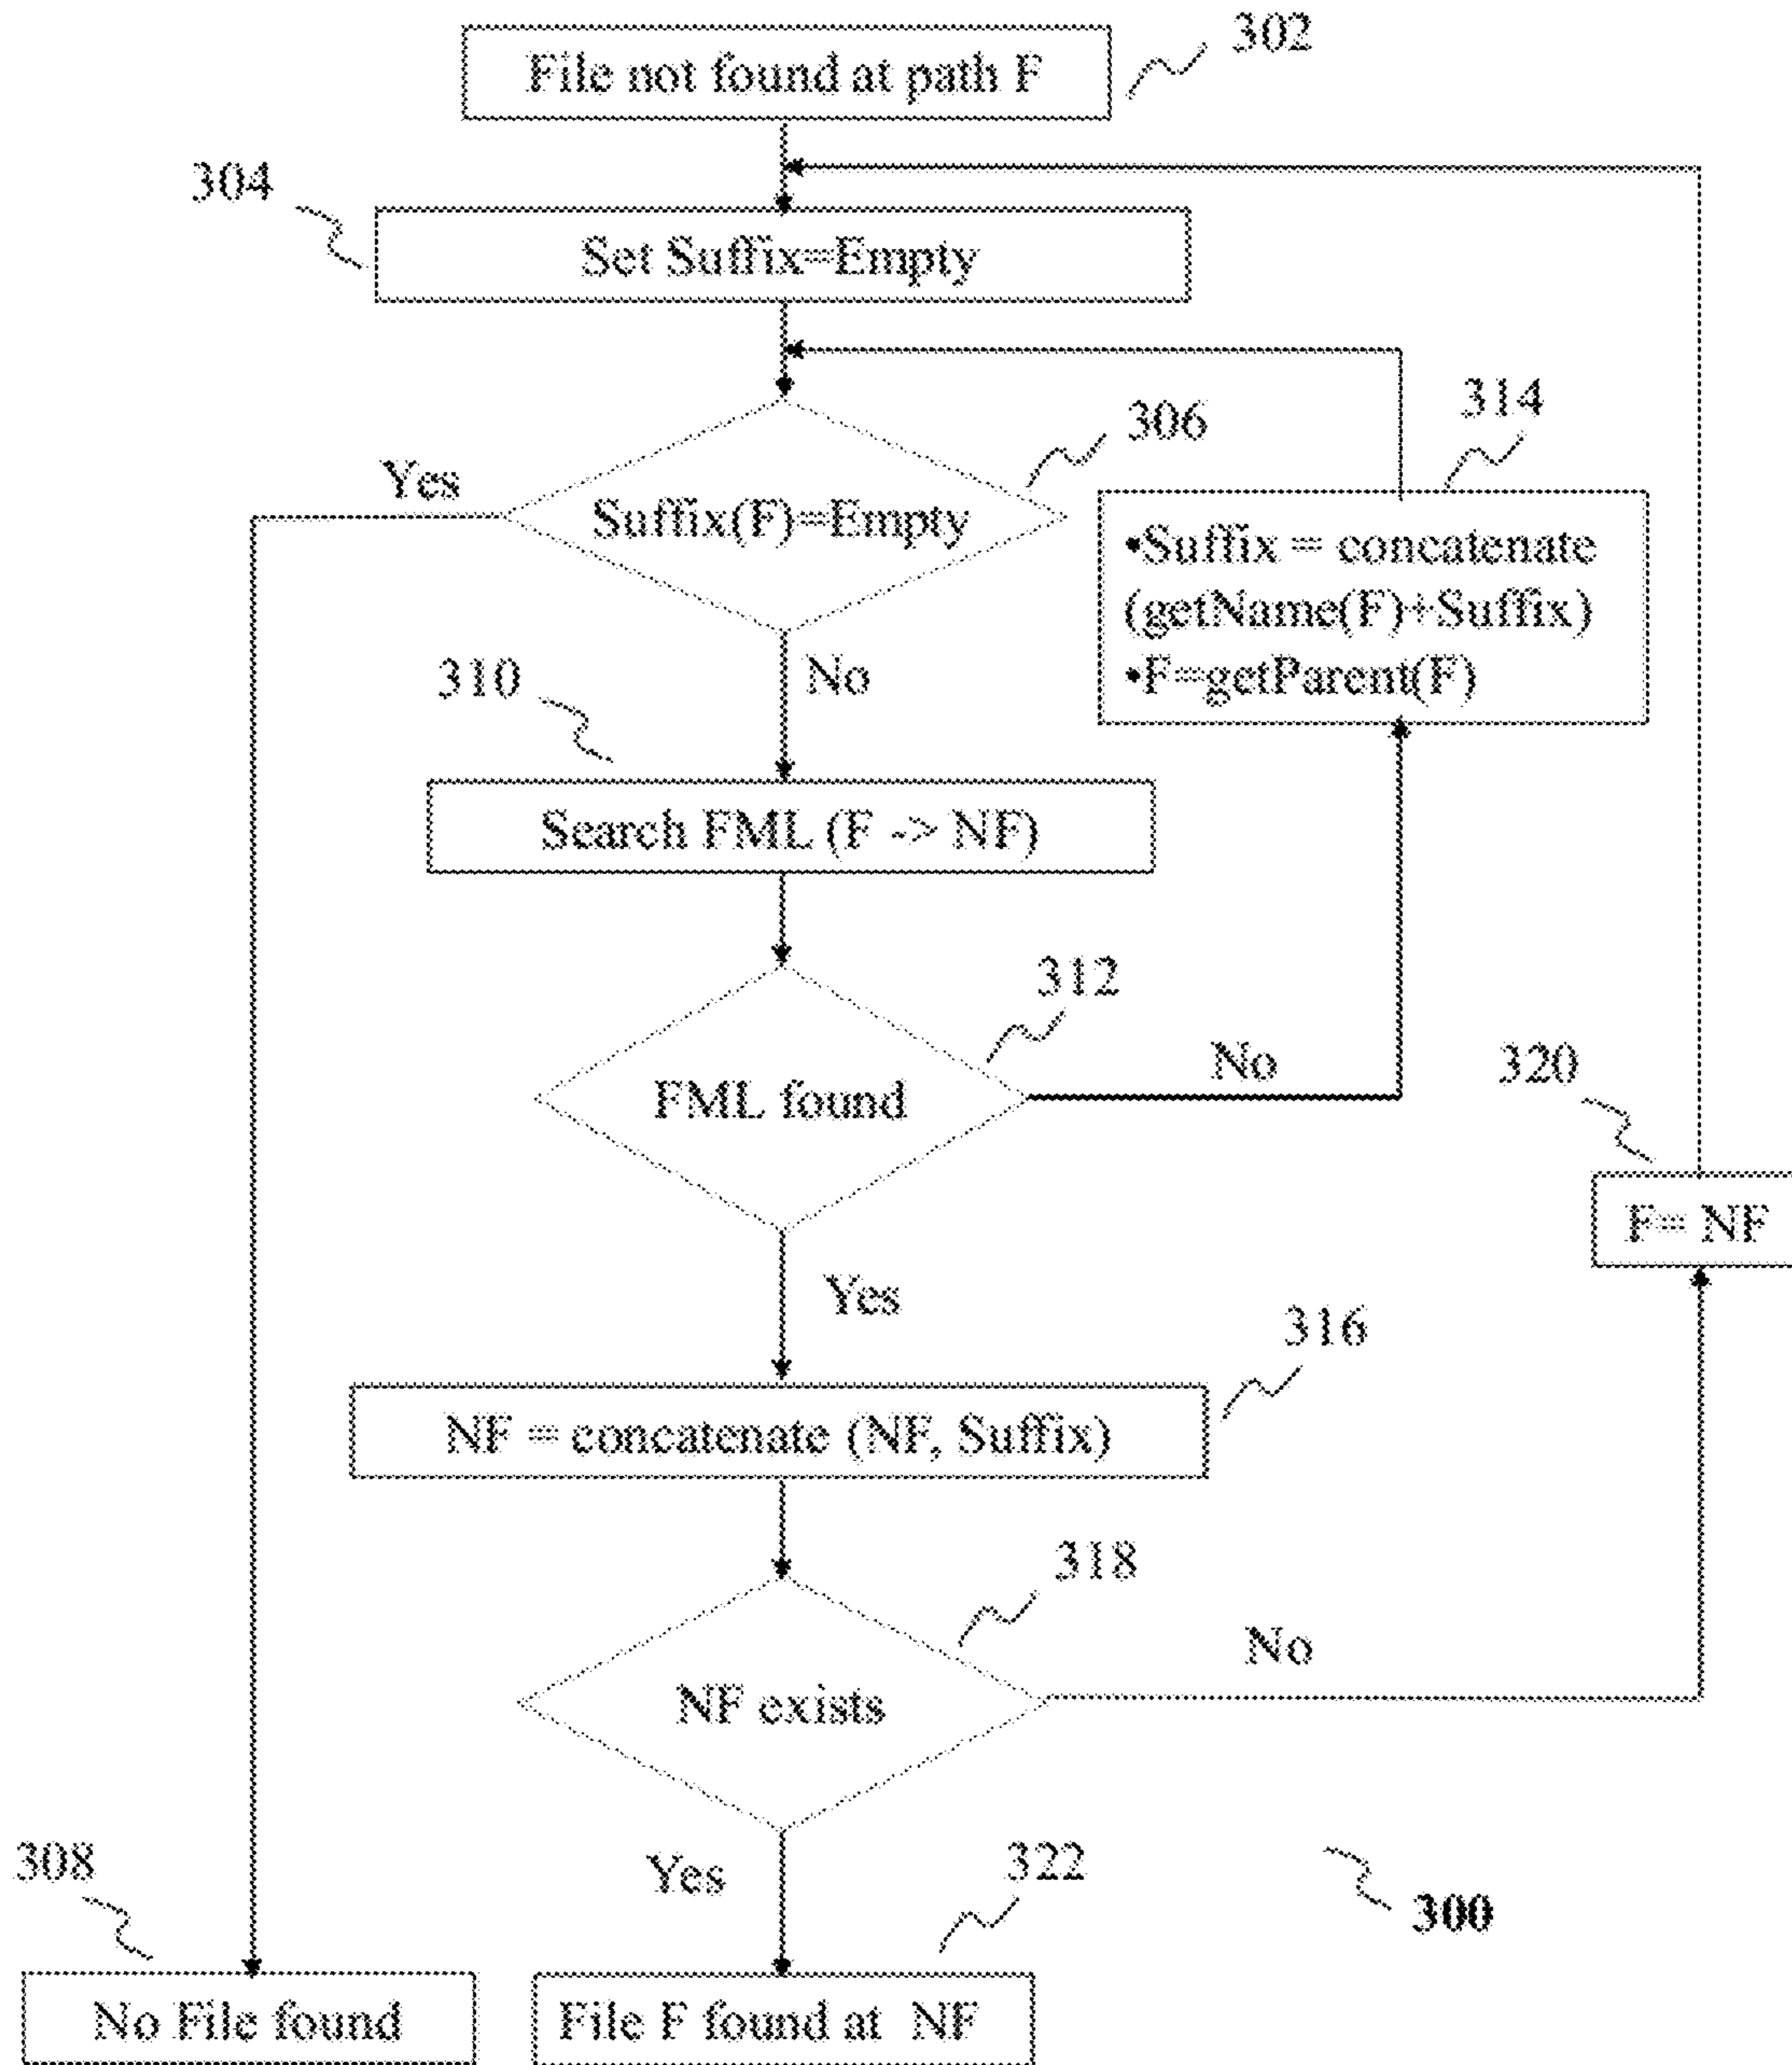 File not found at path F
302
304
Set Suffix=Empty
306
314
Yes
Suffix(F)=Empty
•Suffix = concatenate
(getName(F)+Suffix)
•F=getParent(F)
No
310
Search FML (F -> NF)
312
No
FML found
320
F= NF
Yes
316
NF = concatenate (NF, Suffix)
318
No
NF exists
308
Yes
322
300
No File found
File F found at NF